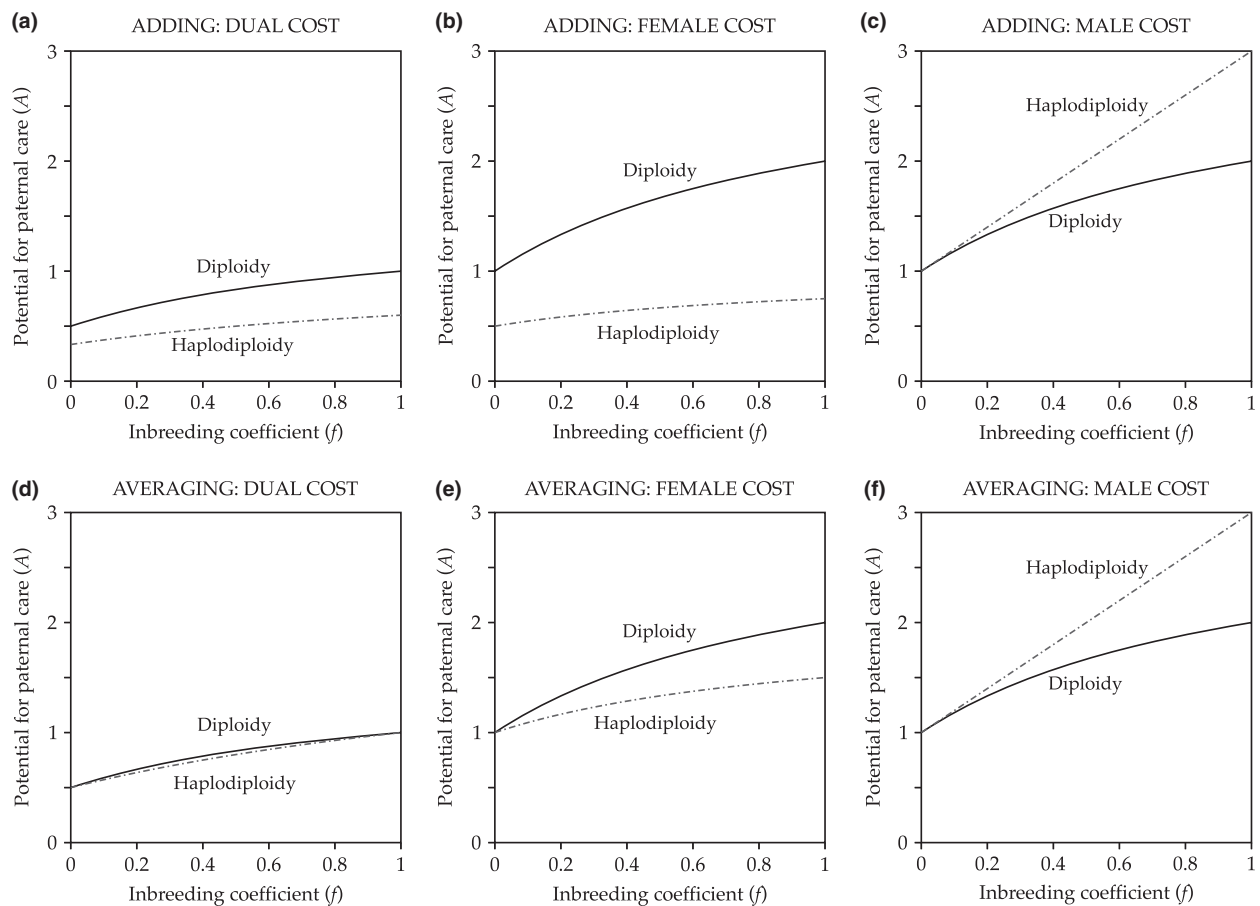 (a) ADDING: DUAL COST
3
2
1
0
Potential for paternal care (A)
Diploidy
Haplodiploidy
0 0.2 0.4 0.6 0.8 1
Inbreeding coefficient (f)
(b) ADDING: FEMALE COST
3
2
1
0
Potential for paternal care (A)
Diploidy
Haplodiploidy
0 0.2 0.4 0.6 0.8 1
Inbreeding coefficient (f)
(c) ADDING: MALE COST
3
2
1
0
Potential for paternal care (A)
Haplodiploidy
Diploidy
0 0.2 0.4 0.6 0.8 1
Inbreeding coefficient (f)
(d) AVERAGING: DUAL COST
3
2
1
0
Potential for paternal care (A)
Diploidy
Haplodiploidy
0 0.2 0.4 0.6 0.8 1
Inbreeding coefficient (f)
(e) AVERAGING: FEMALE COST
3
2
1
0
Potential for paternal care (A)
Diploidy
Haplodiploidy
0 0.2 0.4 0.6 0.8 1
Inbreeding coefficient (f)
(f) AVERAGING: MALE COST
3
2
1
0
Potential for paternal care (A)
Haplodiploidy
Diploidy
0 0.2 0.4 0.6 0.8 1
Inbreeding coefficient (f)